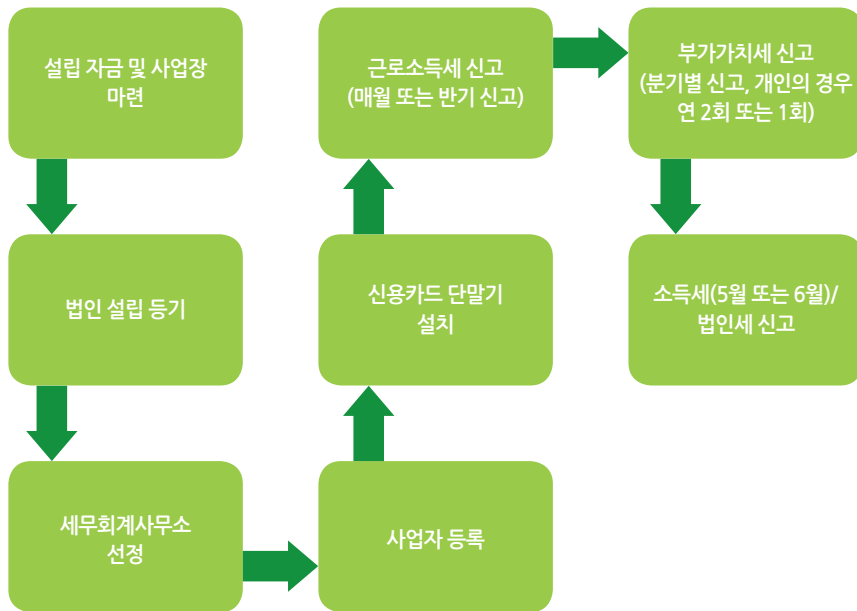 설립 자금 및 사업장
마련
법인 설립 등기
세무회계사무소
선정
사업자 등록
신용카드 단말기
설치
근로소득세 신고
(매월 또는 반기 신고)
부가가치세 신고
(분기별 신고, 개인의 경우
연 2회 또는 1회)
소득세(5월 또는 6월)/
법인세 신고